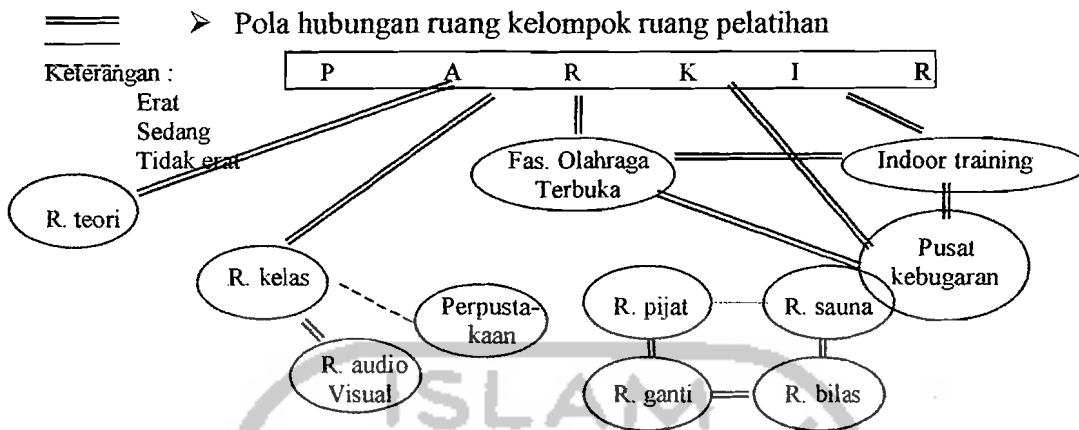 ➢ Pola hubungan ruang kelompok ruang pelatihan
Keterangan :
P A R K I R
Erat
Sedang
Tidak erat
Fas. Olahraga
Terbuka
Indoor training
R. teori
Pusat
kebugaran
R. kelas
Perpusta-
kaan
R. pijat
R. sauna
R. audio
Visual
R. ganti
R. bilas
ISLAM